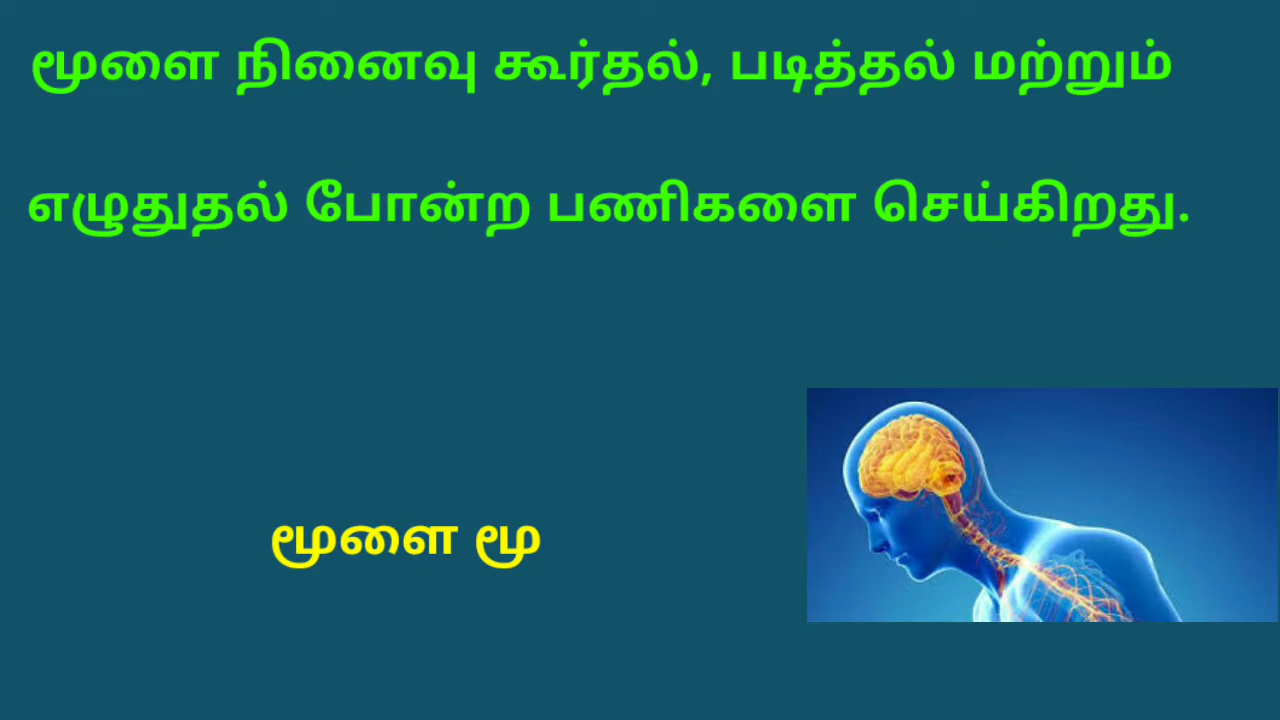 மூளை நினைவு கூர்தல், படித்தல் மற்றும்
எழுதுதல் போன்ற பணிகளை செய்கிறது.
மூளை மூ